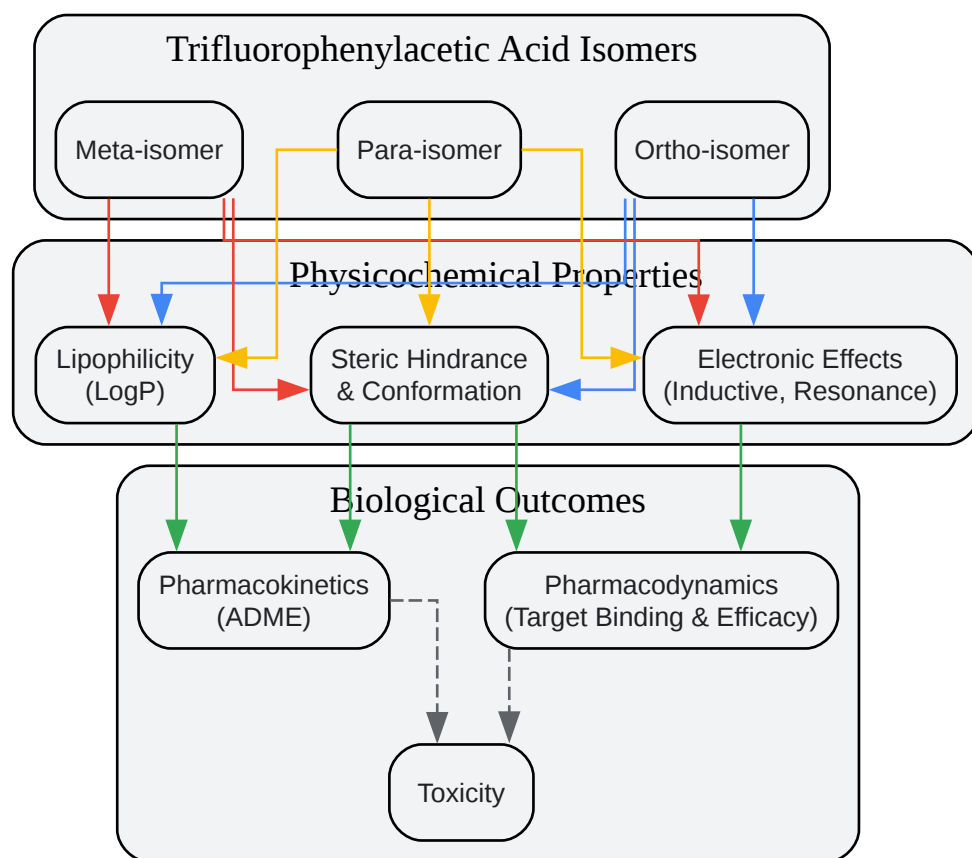 Trifluorophenylacetic Acid Isomers
Meta-isomer
Para-isomer
Ortho-isomer
Physicochemical Properties
Lipophilicity
(LogP)
Steric Hindrance
& Conformation
Electronic Effects
(Inductive, Resonance)
Biological Outcomes
Pharmacokinetics
(ADME)
Pharmacodynamics
(Target Binding & Efficacy)
Toxicity